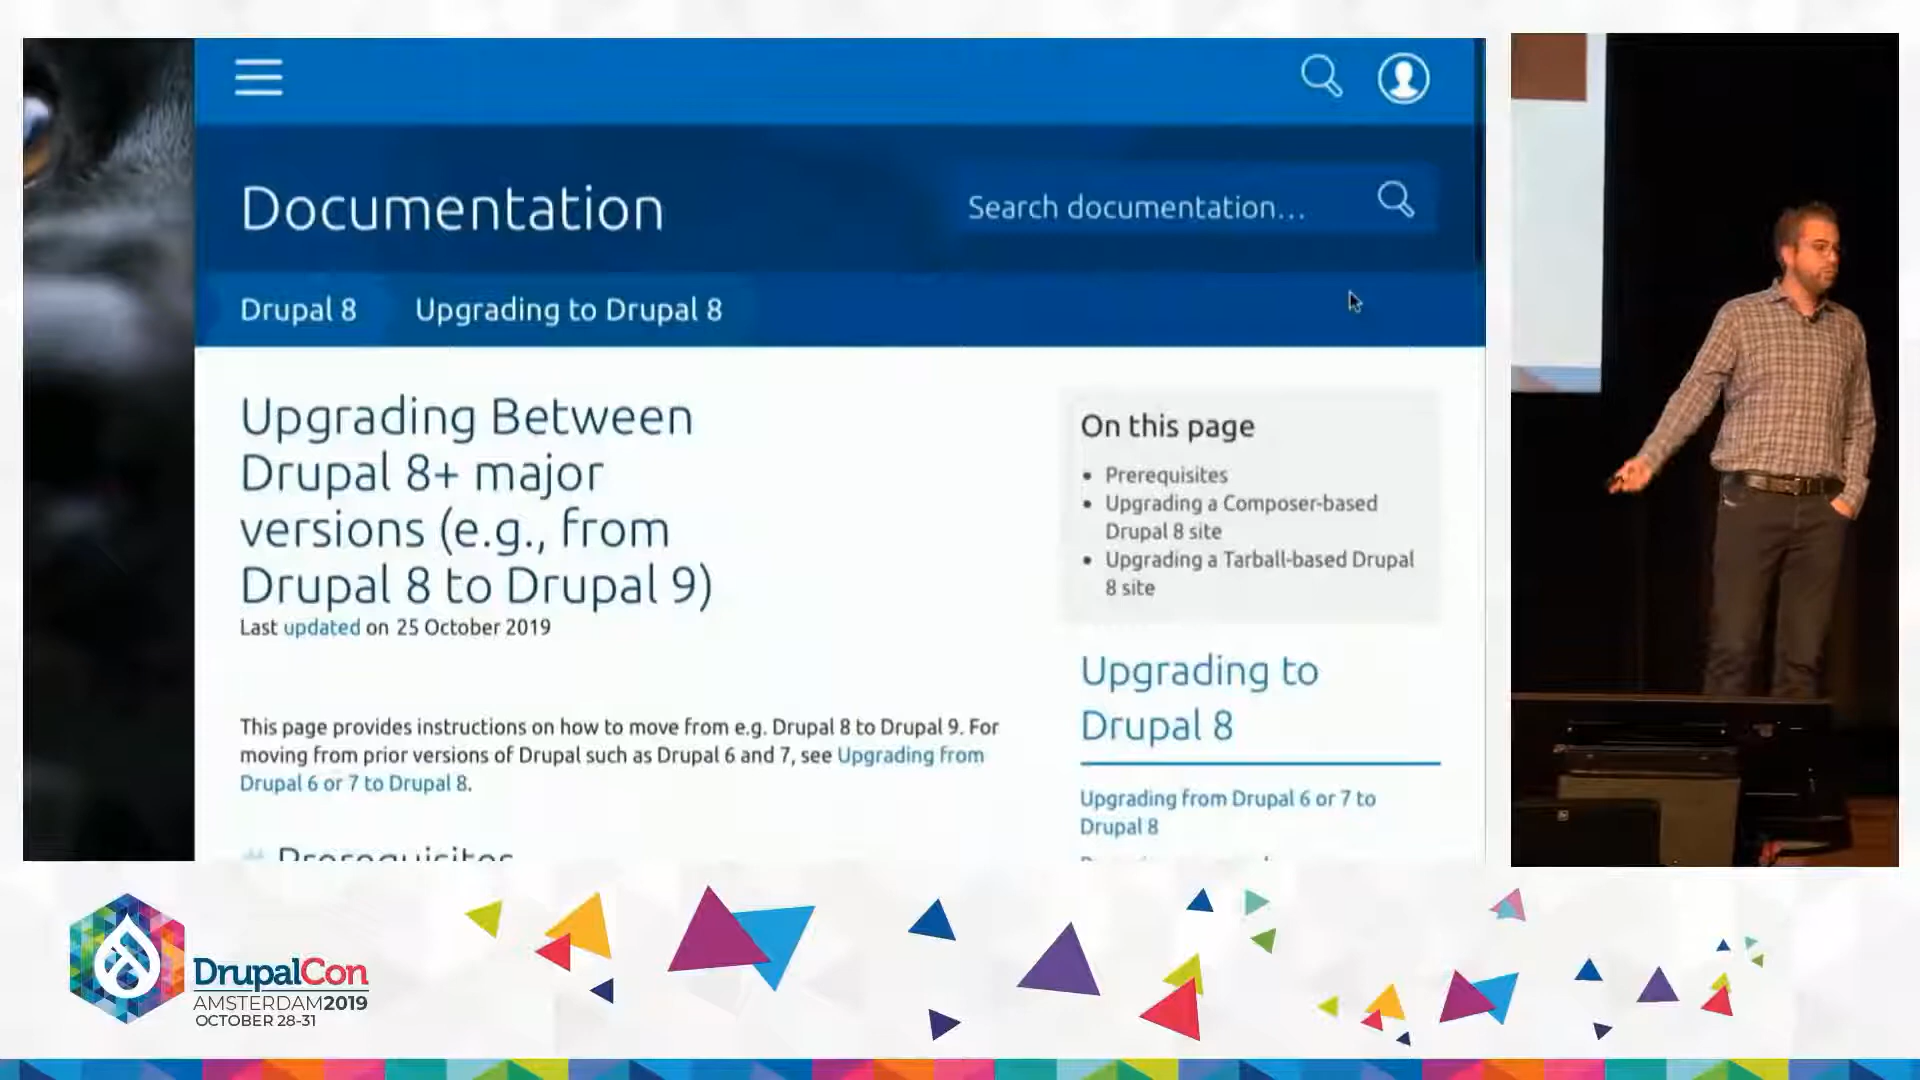 Documentation
Search documentation...
Drupal 8
Upgrading to Drupal 8
Upgrading Between
Drupal 8+ major
versions (e.g., from
Drupal 8 to Drupal 9)
Last updated on 25 October 2019
This page provides instructions on how to move from e.g. Drupal 8 to Drupal 9. For
moving from prior versions of Drupal such as Drupal 6 and 7, see Upgrading from
Drupal 6 or 7 to Drupal 8.
Prerequisites
On this page
Prerequisites
Upgrading a Composer-based
Drupal 8 site
Upgrading a Tarball-based Drupal
8 site
Upgrading to
Drupal 8
Upgrading from Drupal 6 or 7 to
Drupal 8
DrupalCon
AMSTERDAM2019
OCTOBER 28-31